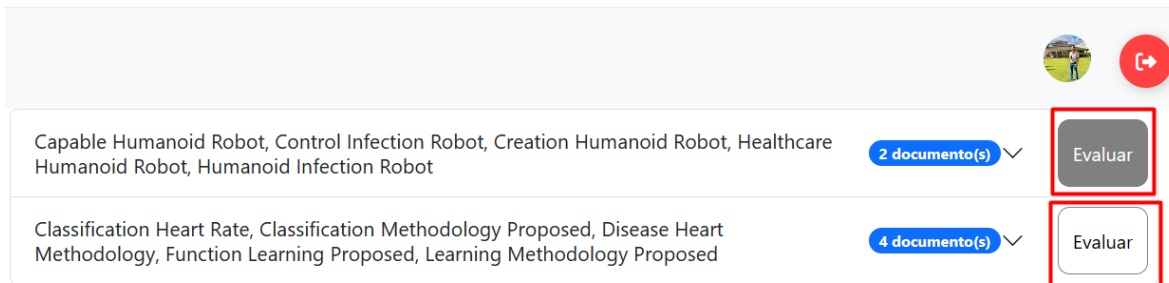 Capable Humanoid Robot, Control Infection Robot, Creation Humanoid Robot, Healthcare
Humanoid Robot, Humanoid Infection Robot
2 documento(s)
Evaluar
Classification Heart Rate, Classification Methodology Proposed, Disease Heart
Methodology, Function Learning Proposed, Learning Methodology Proposed
4 documento(s)
Evaluar